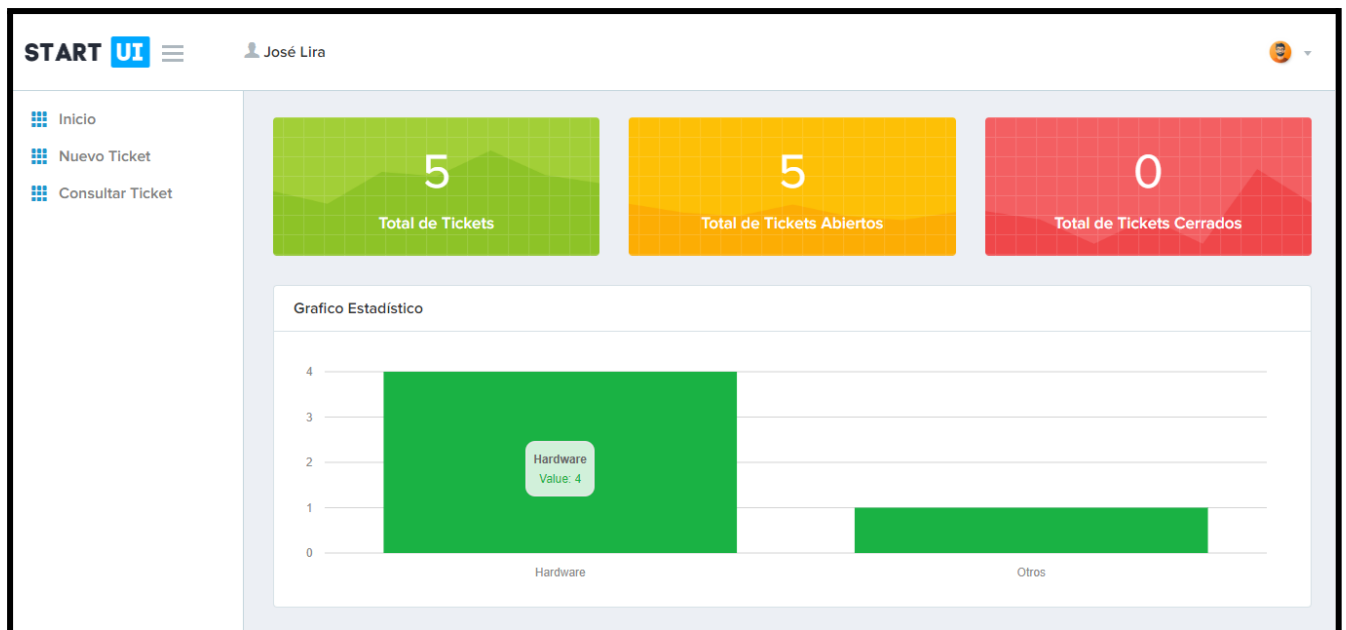 START UI
José Lira
Inicio
Nuevo Ticket
Consultar Ticket
5
Total de Tickets
5
Total de Tickets Abiertos
0
Total de Tickets Cerrados
Grafico Estadístico
4
3
2
1
0
Hardware
Value: 4
Hardware
Otros